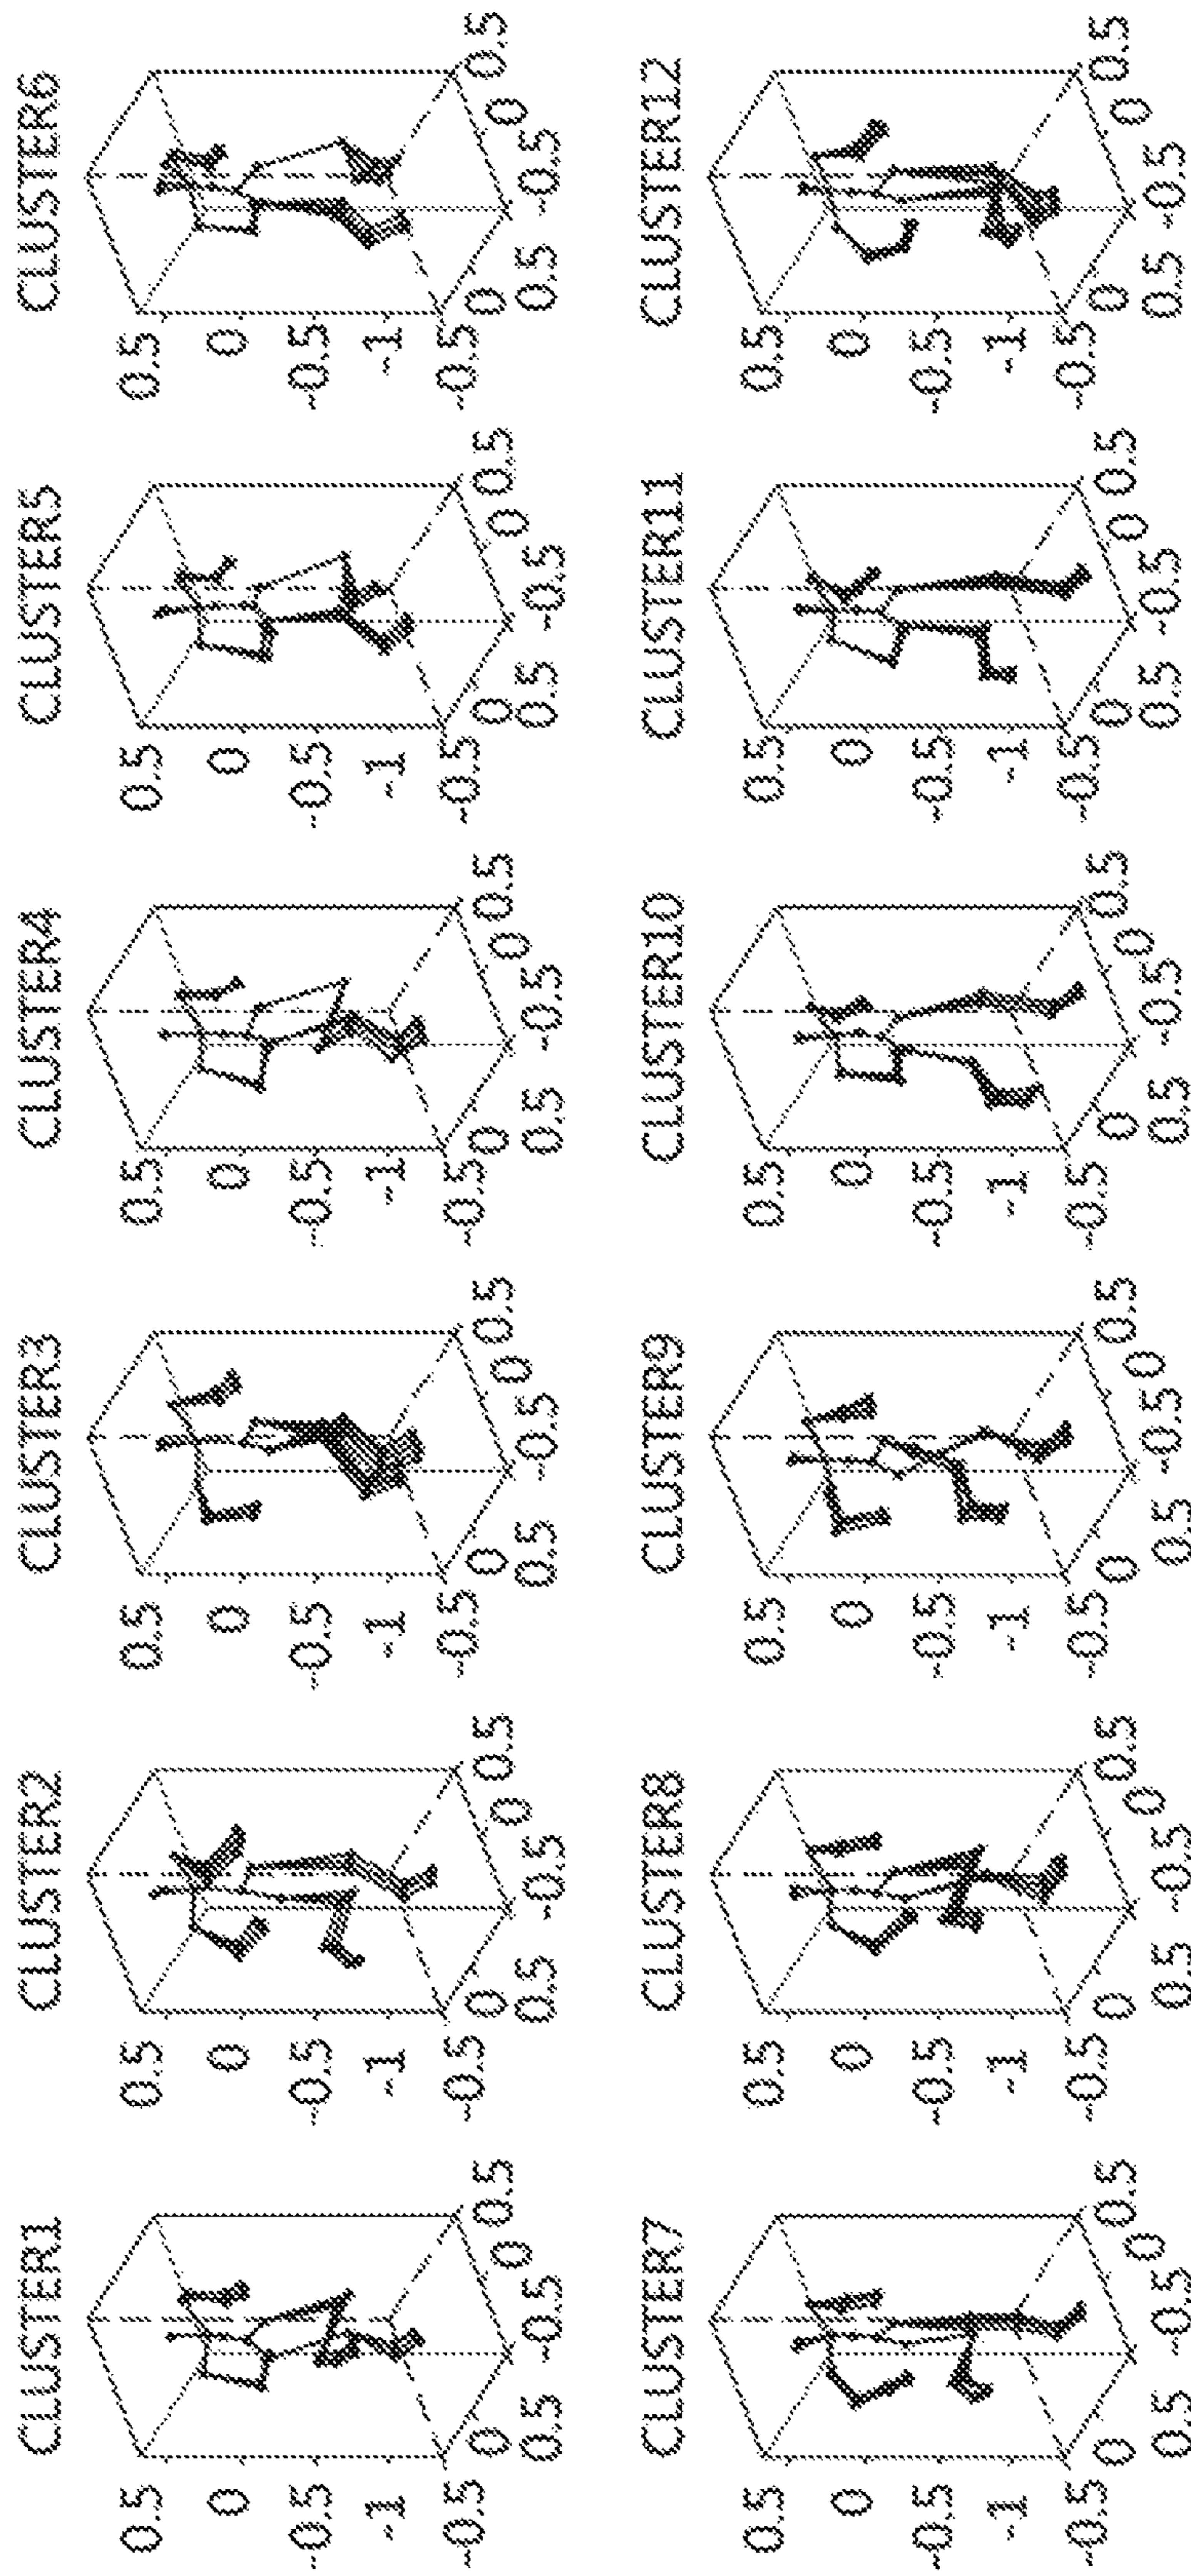 CLUSTER1 CLUSTER2 CLUSTER3 CLUSTER4 CLUSTER5 CLUSTER6
0.5 0.5 0.5 0.5 0.5 0.5
0 0 0 0 0 0
-0.5 -0.5 -0.5 -0.5 -0.5 -0.5
-1 -1 -1 -1 -1 -1
-0.5 0.5 -0.5 0.5 -0.5 0.5 -0.5 0.5 -0.5 0.5 -0.5 0.5
0 0 0 0 0 0 0 0 0 0 0 0
0.5 -0.5 0.5 -0.5 0.5 -0.5 0.5 -0.5 0.5 -0.5 0.5 -0.5
CLUSTER7 CLUSTER8 CLUSTER9 CLUSTER10 CLUSTER11 CLUSTER12
0.5 0.5 0.5 0.5 0.5 0.5
0 0 0 0 0 0
-0.5 -0.5 -0.5 -0.5 -0.5 -0.5
-1 -1 -1 -1 -1 -1
-0.5 0.5 -0.5 0.5 -0.5 0.5 -0.5 0.5 -0.5 0.5 -0.5 0.5
0 0 0 0 0 0 0 0 0 0 0 0
0.5 -0.5 0.5 -0.5 0.5 -0.5 0.5 -0.5 0.5 -0.5 0.5 -0.5